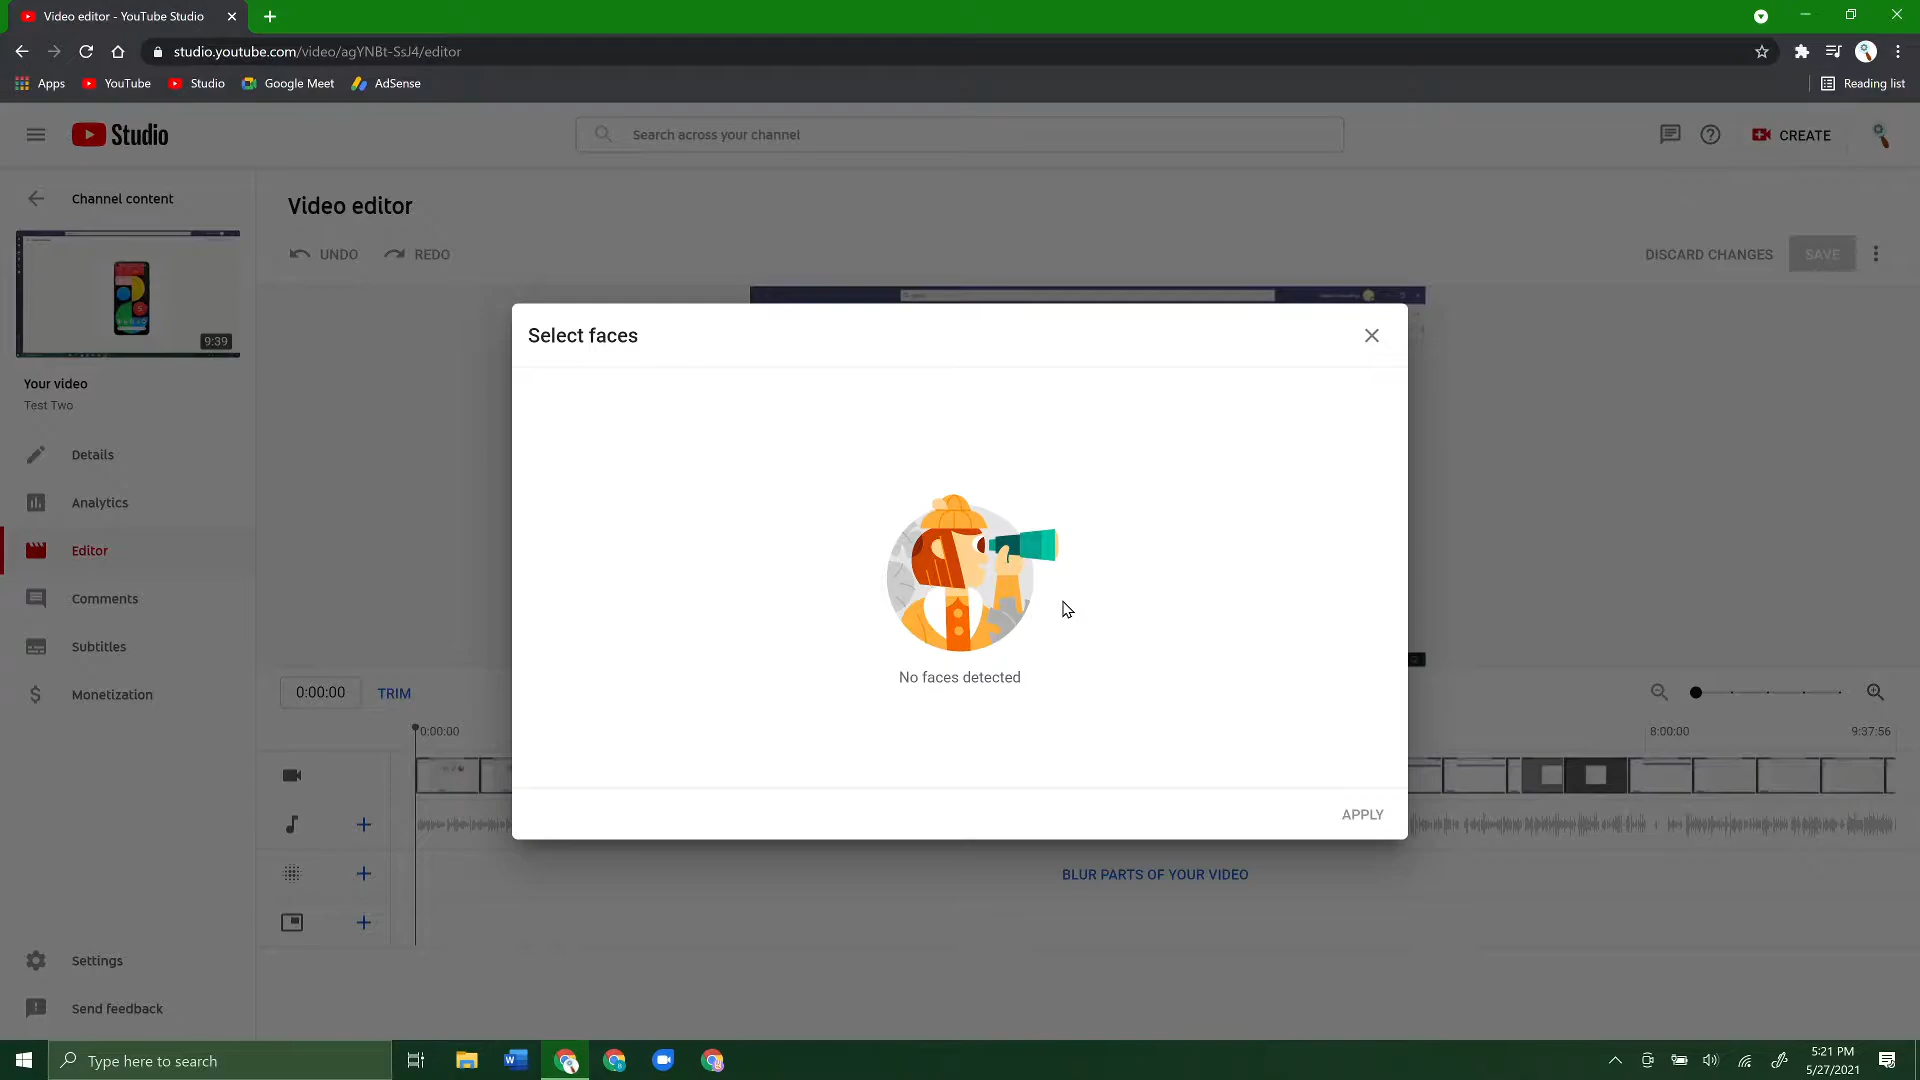 Video editor - YouTube Studio
studio.youtube.com/video/agYNBt-SsJ4/editor
Apps YouTube Studio Google Meet AdSense Reading list
Studio Search across your channel CREATE
Channel content
Video editor
UNDO REDO DISCARD CHANGES SAVE
9:39
Your video
Test Two
Details
Analytics
Editor
Comments
Subtitles
Monetization
Settings
Send feedback
Select faces
No faces detected
APPLY
0:00:00 TRIM
0:00:00 8:00:00 9:37:56
BLUR PARTS OF YOUR VIDEO
Type here to search
5:21 PM
5/27/2021